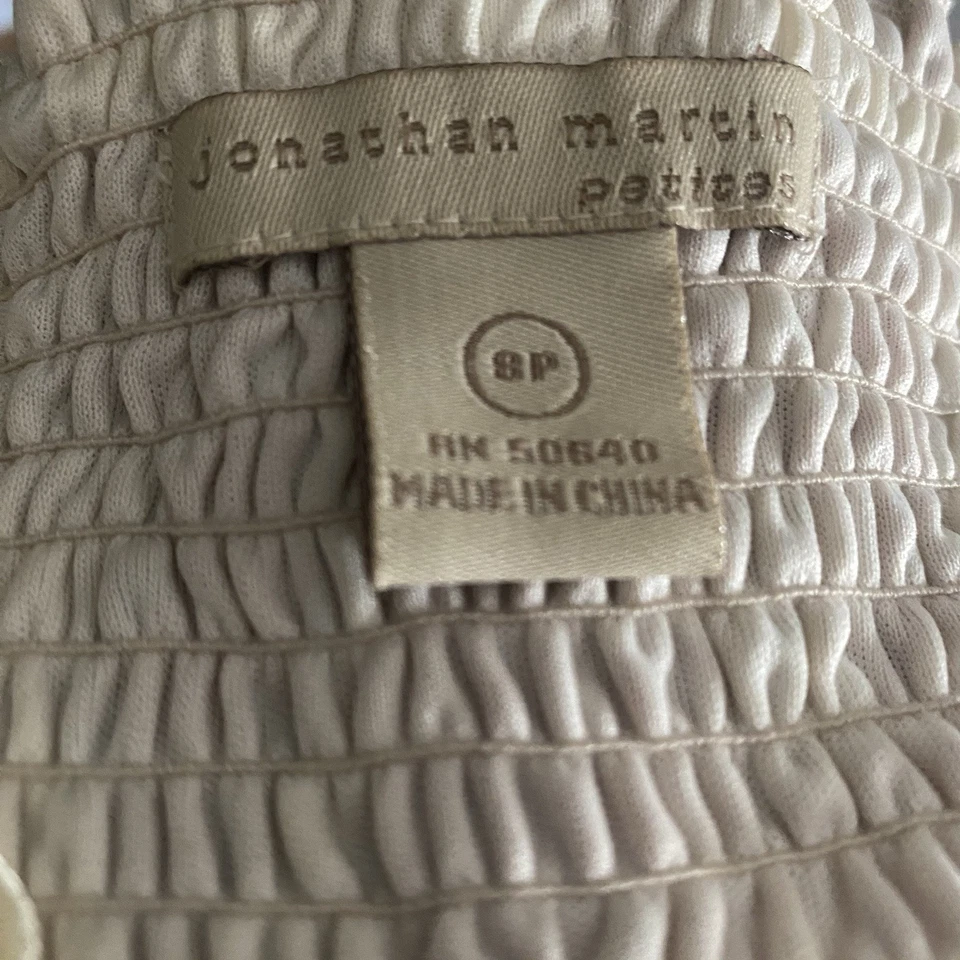 jonathan martin
petites
SP
RN 50640
MADE IN CHINA